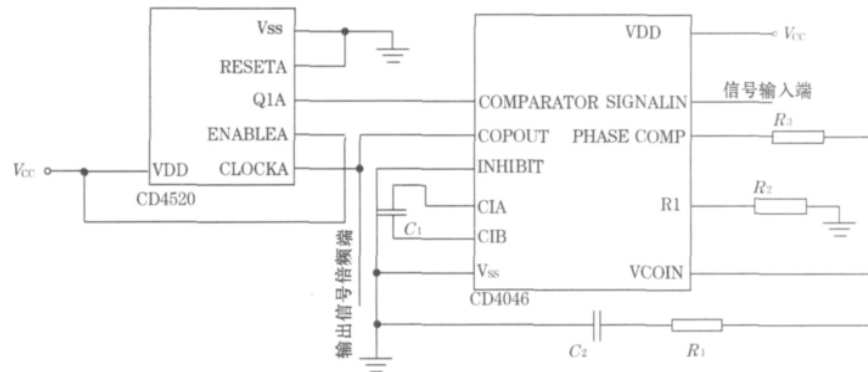 Vss
RESETA
Q1A
ENABLEA
CLOCKA
VDD
Vcc
CD4520
VDD
Vcc
COMPARATOR SIGNALIN
信号输入端
COPOUT PHASE COMP
R3
INHIBIT
CIA
C1
CIB
R1
R2
Vss
VCOIN
CD4046
输出信号倍频端
C2
R1